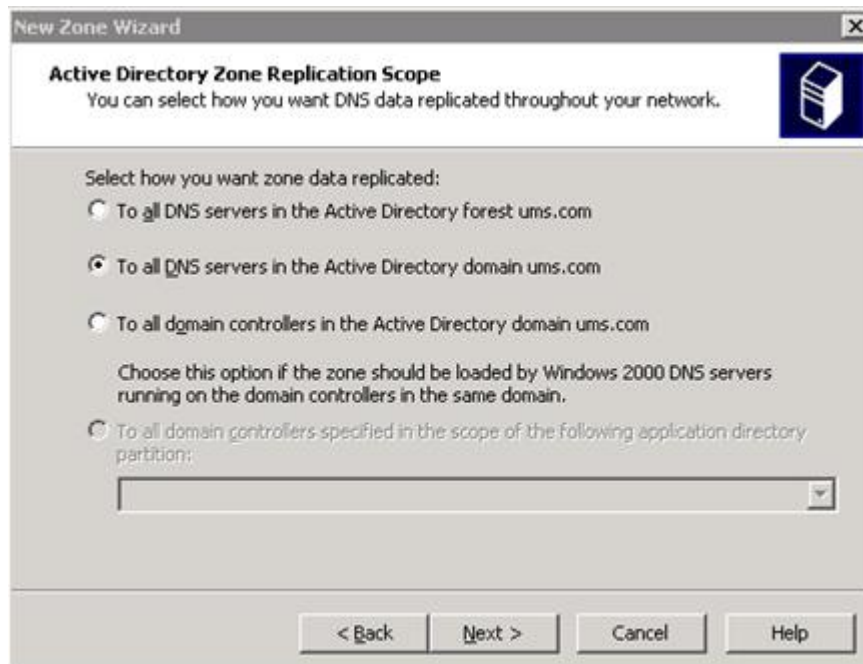 New Zone Wizard
Active Directory Zone Replication Scope
You can select how you want DNS data replicated throughout your network.
Select how you want zone data replicated:
To all DNS servers in the Active Directory forest ums.com
To all DNS servers in the Active Directory domain ums.com
To all domain controllers in the Active Directory domain ums.com
Choose this option if the zone should be loaded by Windows 2000 DNS servers
running on the domain controllers in the same domain.
To all domain controllers specified in the scope of the following application directory
partition:
< Back Next > Cancel Help